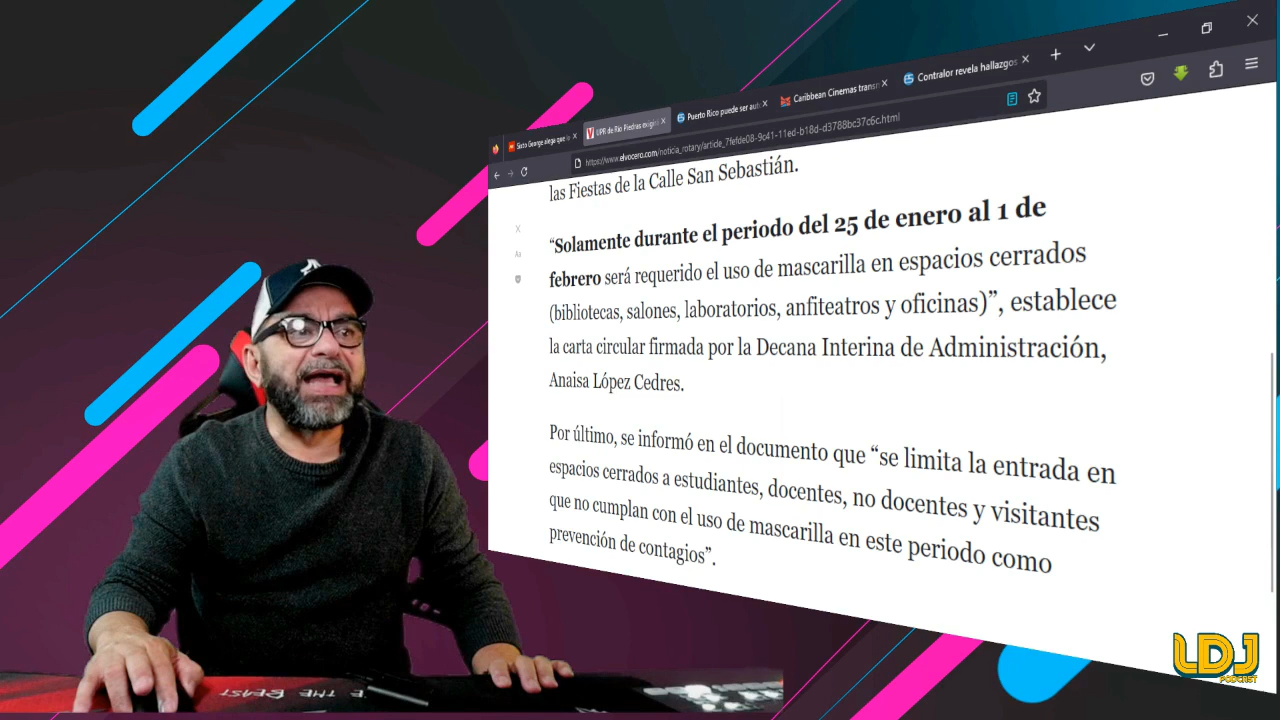 Sisto George alega que
UPR de Río Piedras exigirá
Puerto Rico puede ser aut
Caribbean Cinemas trans
Contralor revela hallazgos
https://www.elvocero.com/noticia_rotary/article_7fefde08-9c41-11ed-b18d-d3788bc37c6c.html
las Fiestas de la Calle San Sebastián.
“Solamente durante el periodo del 25 de enero al 1 de
febrero será requerido el uso de mascarilla en espacios cerrados
(bibliotecas, salones, laboratorios, anfiteatros y oficinas)”, establece
la carta circular firmada por la Decana Interina de Administración,
Anaisa López Cedres.
Por último, se informó en el documento que “se limita la entrada en
espacios cerrados a estudiantes, docentes, no docentes y visitantes
que no cumplan con el uso de mascarilla en este periodo como
prevención de contagios”.
Aa
LDJ
PODCAST